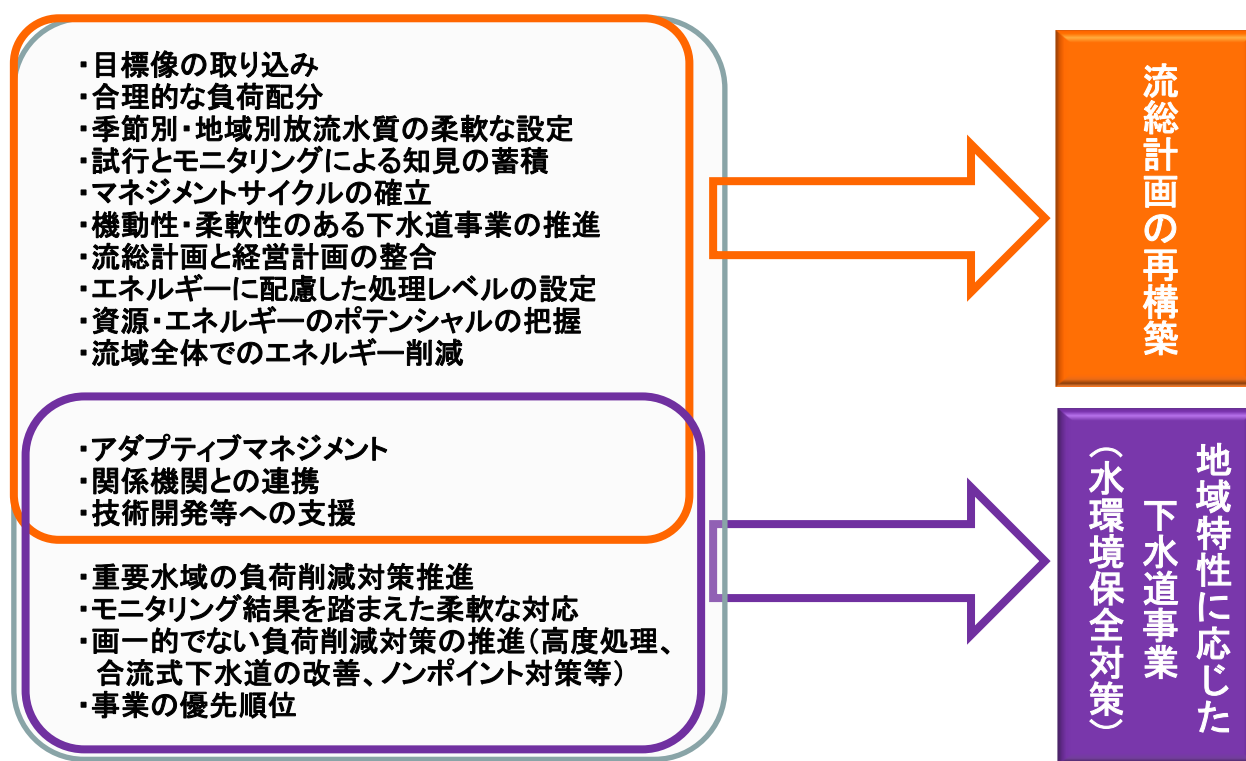 ・目標像の取り込み
・合理的な負荷配分
・季節別・地域別放流水質の柔軟な設定
・試行とモニタリングによる知見の蓄積
・マネジメントサイクルの確立
・機動性・柔軟性のある下水道事業の推進
・流総計画と経営計画の整合
・エネルギーに配慮した処理レベルの設定
・資源・エネルギーのポテンシャルの把握
・流域全体でのエネルギー削減
・アダプティブマネジメント
・関係機関との連携
・技術開発等への支援
・重要水域の負荷削減対策推進
・モニタリング結果を踏まえた柔軟な対応
・画一的でない負荷削減対策の推進（高度処理、
合流式下水道の改善、ノンポイント対策等）
・事業の優先順位
流総計画の再構築
地域特性に応じた
下水道事業
（水環境保全対策）